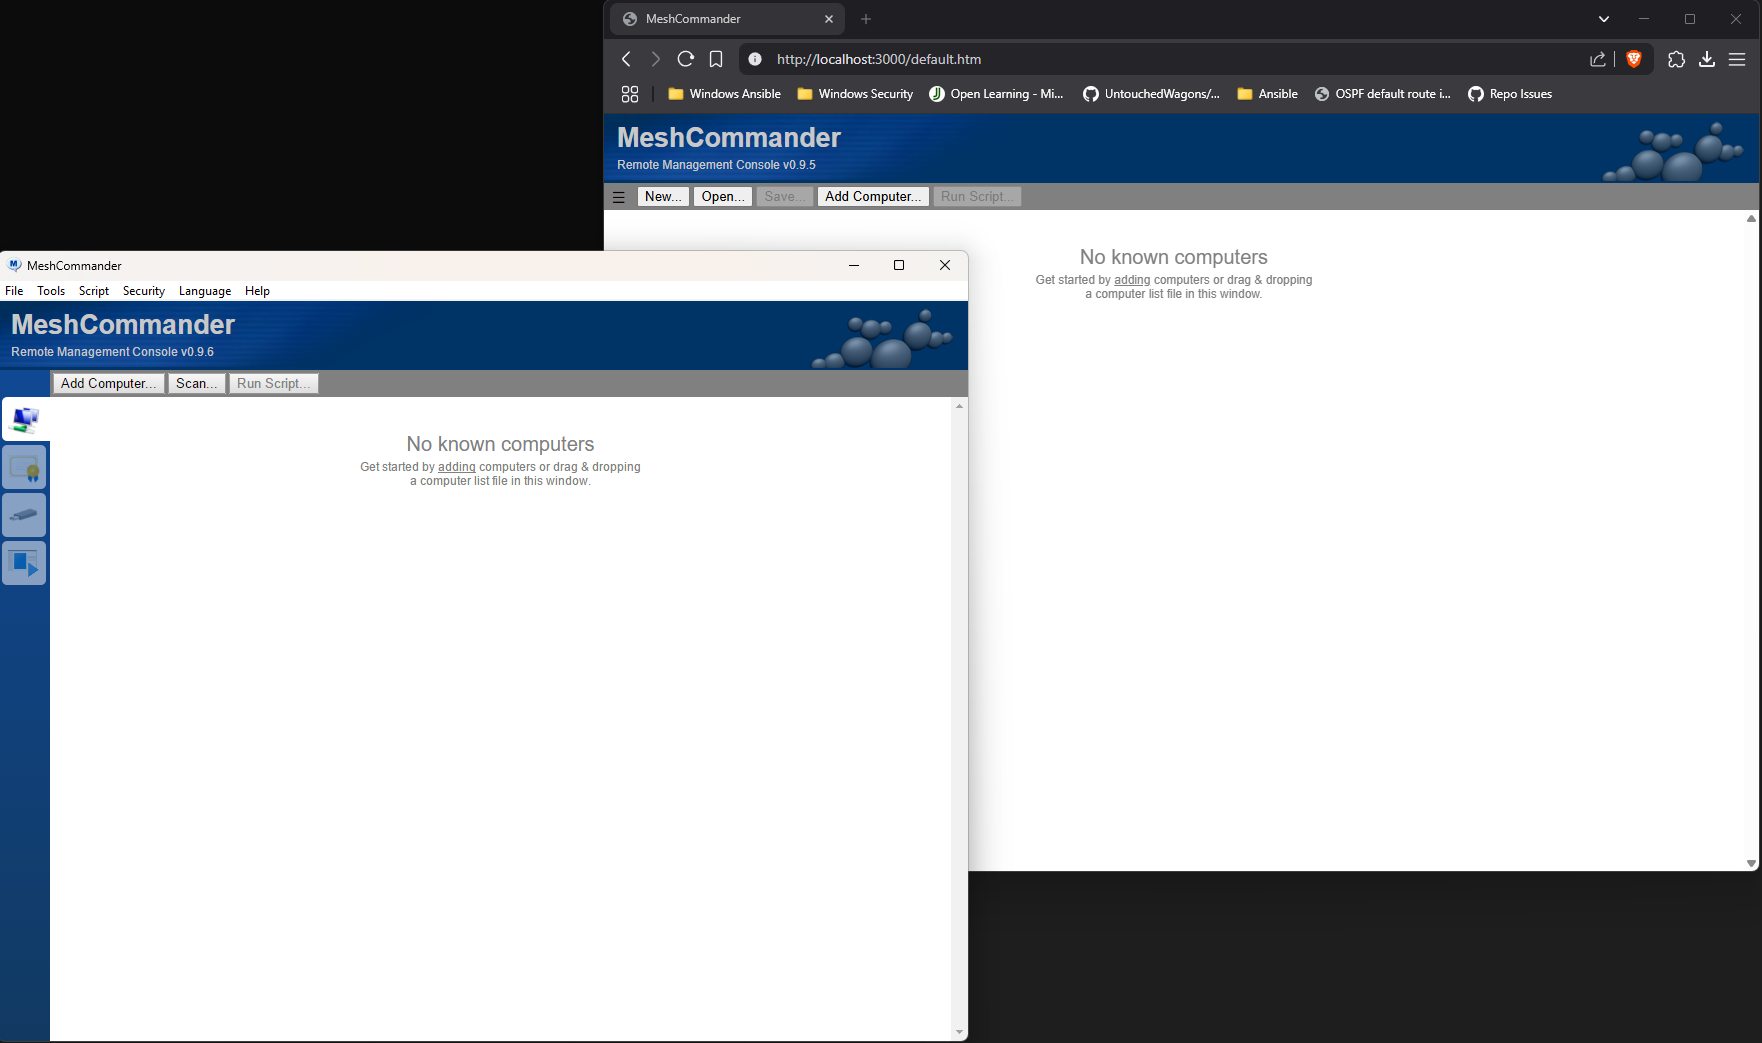 MeshCommander
http://localhost:3000/default.htm
Windows Ansible Windows Security Open Learning - Mi... UntouchedWagons/... Ansible OSPF default route i... Repo Issues
MeshCommander
Remote Management Console v0.9.5
New... Open... Save... Add Computer... Run Script...
No known computers
Get started by adding computers or drag & dropping
a computer list file in this window.
MeshCommander
File Tools Script Security Language Help
MeshCommander
Remote Management Console v0.9.6
Add Computer... Scan... Run Script...
No known computers
Get started by adding computers or drag & dropping
a computer list file in this window.